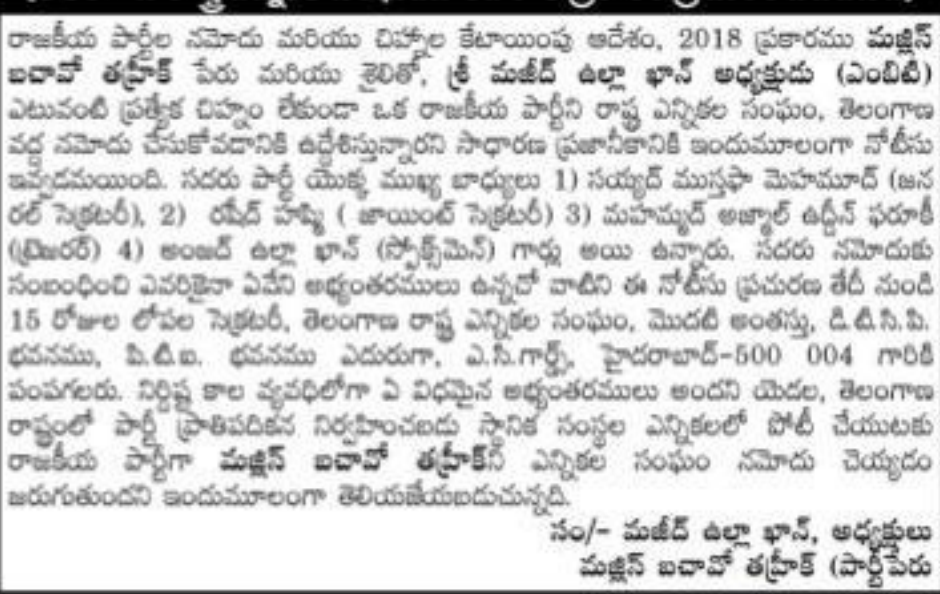 రాజకీయ పార్టీల నమోదు మరియు చిహ్నాల కేటాయింపు ఆదేశం, 2018 ప్రకారము మజ్లిస్
బచావో తహ్రీక్ పేరు మరియు శైలితో, శ్రీ మజీద్ ఉల్లా ఖాన్ అధ్యక్షుడు (ఎంబిటి)
ఎటువంటి ప్రత్యేక చిహ్నం లేకుండా ఒక రాజకీయ పార్టీని రాష్ట్ర ఎన్నికల సంఘం, తెలంగాణ
వద్ద నమోదు చేసుకోవడానికి ఉద్దేశిస్తున్నారని సాధారణ ప్రజానీకానికి ఇందుమూలంగా నోటీసు
ఇవ్వడమయింది. సదరు పార్టీ యొక్క ముఖ్య బాధ్యులు 1) సయ్యద్ ముస్తఫా మెహమూద్ (జన
రల్ సెక్రటరీ), 2) రషీద్ హష్మి ( జాయింట్ సెక్రటరీ) 3) మహమ్మద్ అజ్మాల్ ఉద్దీన్ ఫరూకీ
(ట్రెజరర్) 4) అంజద్ ఉల్లా ఖాన్ (స్పోక్స్‌మెన్) గార్లు అయి ఉన్నారు. సదరు నమోదుకు
సంబంధించి ఎవరికైనా ఏవేని అభ్యంతరములు ఉన్నచో వాటిని ఈ నోటీసు ప్రచురణ తేదీ నుండి
15 రోజుల లోపల సెక్రటరీ, తెలంగాణ రాష్ట్ర ఎన్నికల సంఘం, మొదటి అంతస్తు, డి.టి.సి.పి.
భవనము, పి.టి.ఐ. భవనము ఎదురుగా, ఎ.సి.గార్డ్స్, హైదరాబాద్-500 004 గారికి
పంపగలరు. నిర్దిష్ట కాల వ్యవధిలోగా ఏ విధమైన అభ్యంతరములు అందని యెడల, తెలంగాణ
రాష్ట్రంలో పార్టీ ప్రాతిపదికన నిర్వహించబడు స్థానిక సంస్థల ఎన్నికలలో పోటీ చేయుటకు
రాజకీయ పార్టీగా మజ్లిస్ బచావో తహ్రీక్‌ని ఎన్నికల సంఘం నమోదు చెయ్యడం
జరుగుతుందని ఇందుమూలంగా తెలియజేయబడుచున్నది.
సం/- మజీద్ ఉల్లా ఖాన్, అధ్యక్షులు
మజ్లిస్ బచావో తహ్రీక్ (పార్టీపేరు